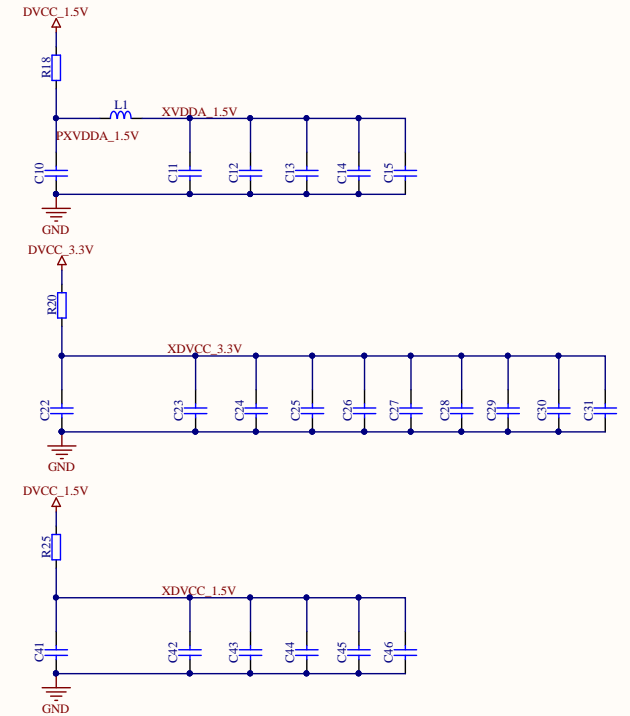 DVCC_1.5V
R18
L1
XVDDA_1.5V
PXVDDA_1.5V
C10
C11
C12
C13
C14
C15
GND
DVCC_3.3V
R20
XDVCC_3.3V
C22
C23
C24
C25
C26
C27
C28
C29
C30
C31
GND
DVCC_1.5V
R25
XDVCC_1.5V
C41
C42
C43
C44
C45
C46
GND